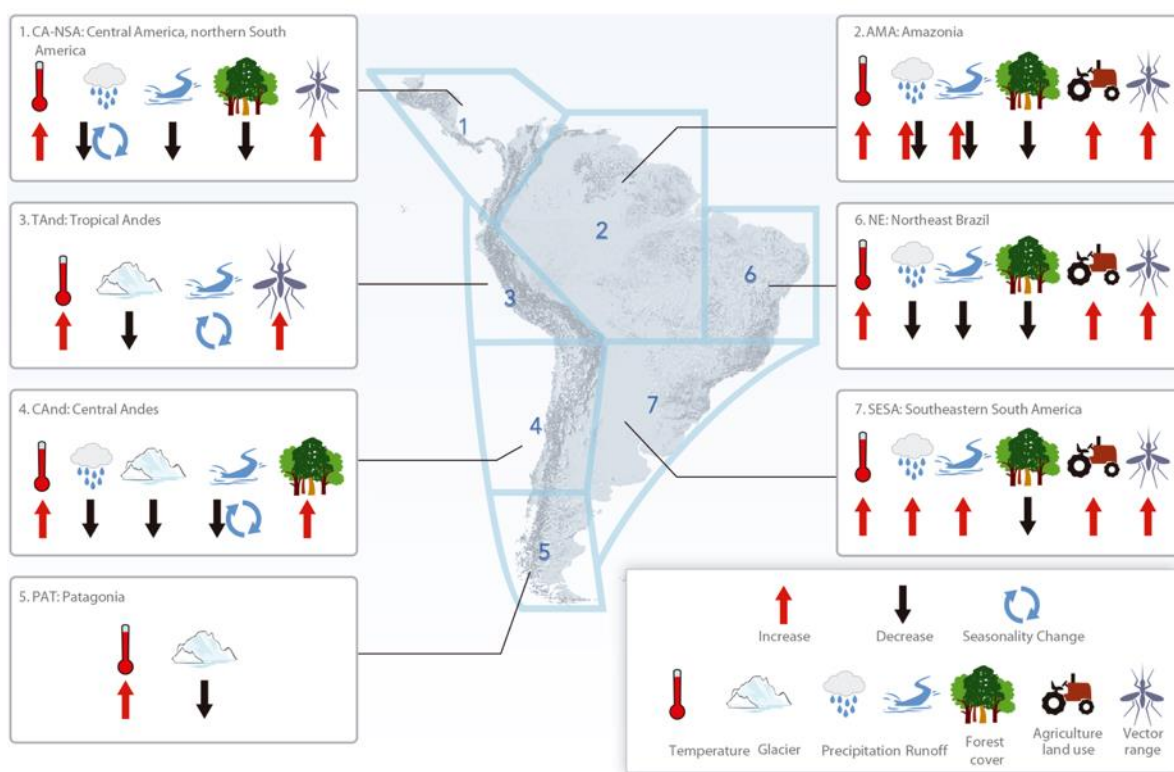 1. CA-NSA: Central America, northern South
America
2. AMA: Amazonia
3. TAnd: Tropical Andes
6. NE: Northeast Brazil
4. CAnd: Central Andes
7. SESA: Southeastern South America
5. PAT: Patagonia
1
2
3
6
4
7
5
Increase
Decrease
Seasonality Change
Temperature
Glacier
Precipitation
Runoff
Forest
cover
Agriculture
land use
Vector
range